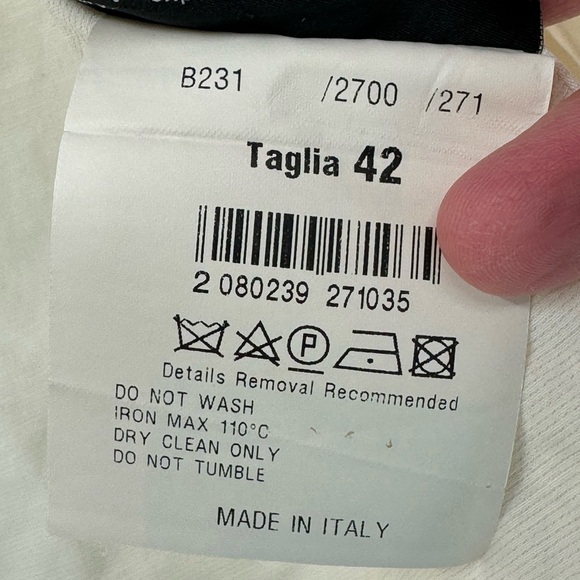 B231 /2700 /271
Taglia 42
2 080239 271035
P
Details Removal Recommended
DO NOT WASH
IRON MAX 110°C
DRY CLEAN ONLY
DO NOT TUMBLE
MADE IN ITALY